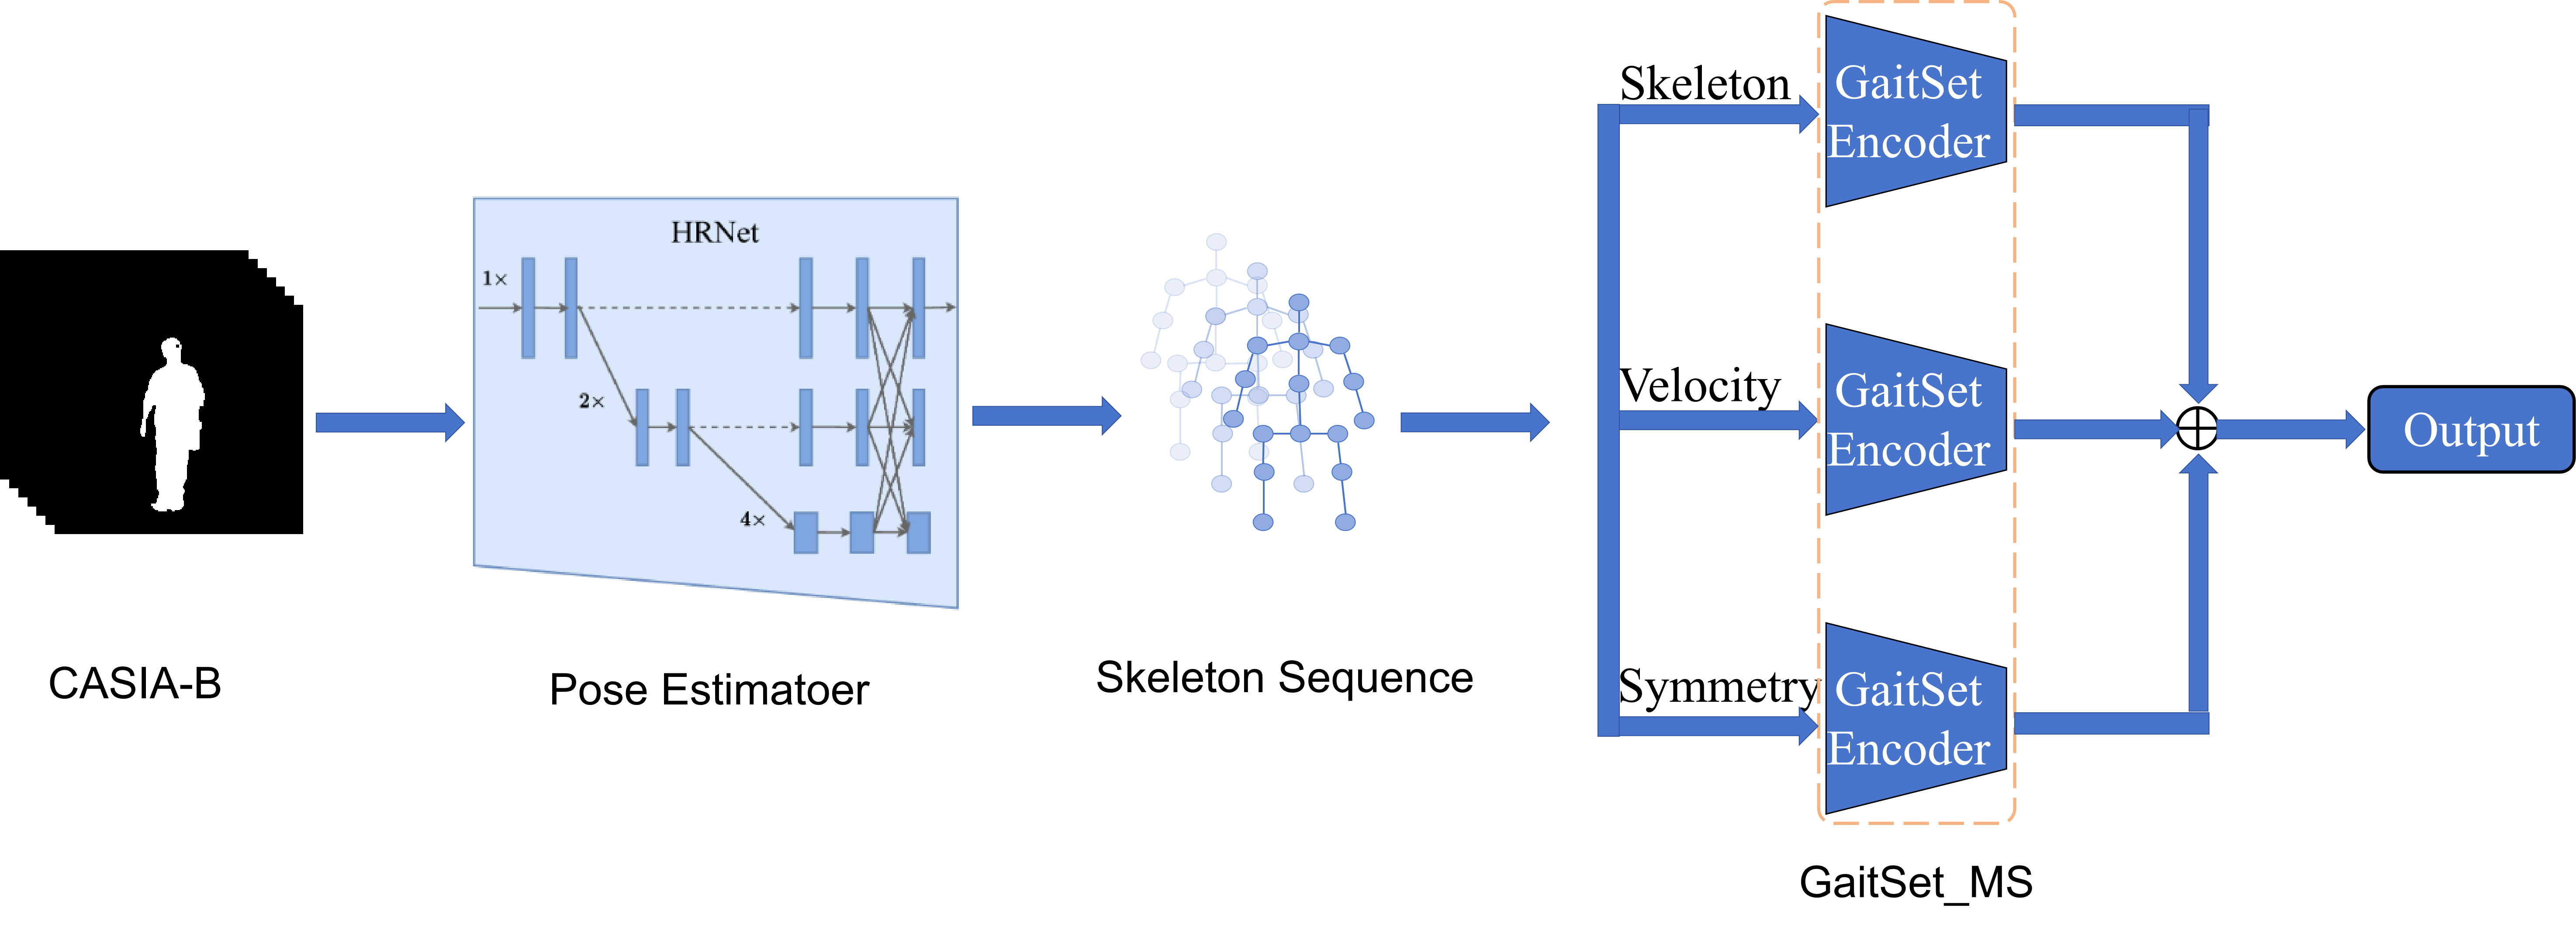 CASIA-B
HRNet
1×
2×
4×
Pose Estimatoer
Skeleton Sequence
Skeleton
GaitSet
Encoder
Velocity
GaitSet
Encoder
Symmetry
GaitSet
Encoder
GaitSet_MS
Output